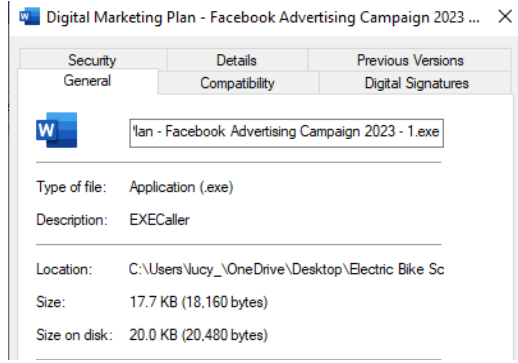 Digital Marketing Plan - Facebook Advertising Campaign 2023 ...
Security Details Previous Versions
General Compatibility Digital Signatures
W
lan - Facebook Advertising Campaign 2023 - 1.exe
Type of file: Application (.exe)
Description: EXECaller
Location: C:\Users\lucy_\OneDrive\Desktop\Electric Bike Sc
Size: 17.7 KB (18,160 bytes)
Size on disk: 20.0 KB (20,480 bytes)